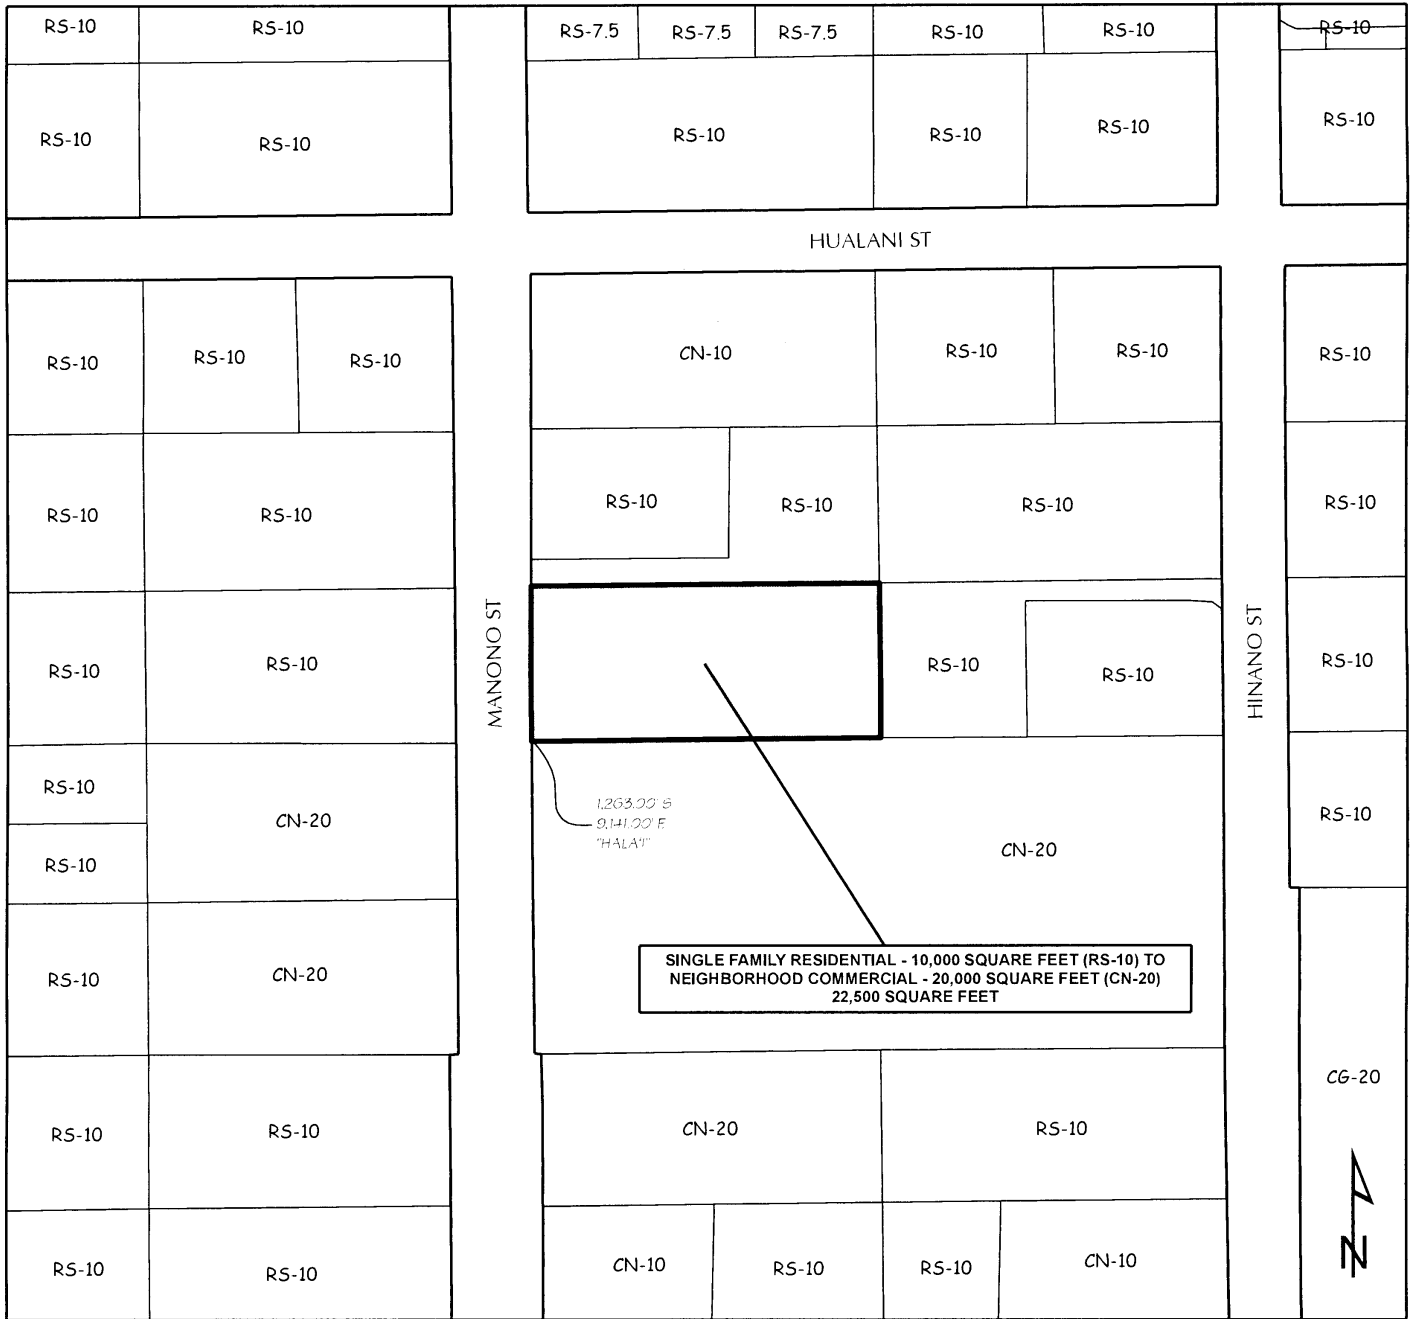 RS-10
RS-10
RS-7.5
RS-7.5
RS-7.5
RS-10
RS-10
RS-10
RS-10
RS-10
RS-10
RS-10
RS-10
RS-10
HUALANI ST
RS-10
RS-10
RS-10
CN-10
RS-10
RS-10
RS-10
RS-10
RS-10
RS-10
RS-10
RS-10
RS-10
MANONO ST
HINANO ST
RS-10
RS-10
RS-10
RS-10
RS-10
RS-10
RS-10
CN-20
1,263.00' S
9,141.00' E
"HALAI"
CN-20
RS-10
RS-10
CN-20
SINGLE FAMILY RESIDENTIAL - 10,000 SQUARE FEET (RS-10) TO
NEIGHBORHOOD COMMERCIAL - 20,000 SQUARE FEET (CN-20)
22,500 SQUARE FEET
CG-20
RS-10
RS-10
CN-20
RS-10
RS-10
RS-10
CN-10
RS-10
RS-10
CN-10
N